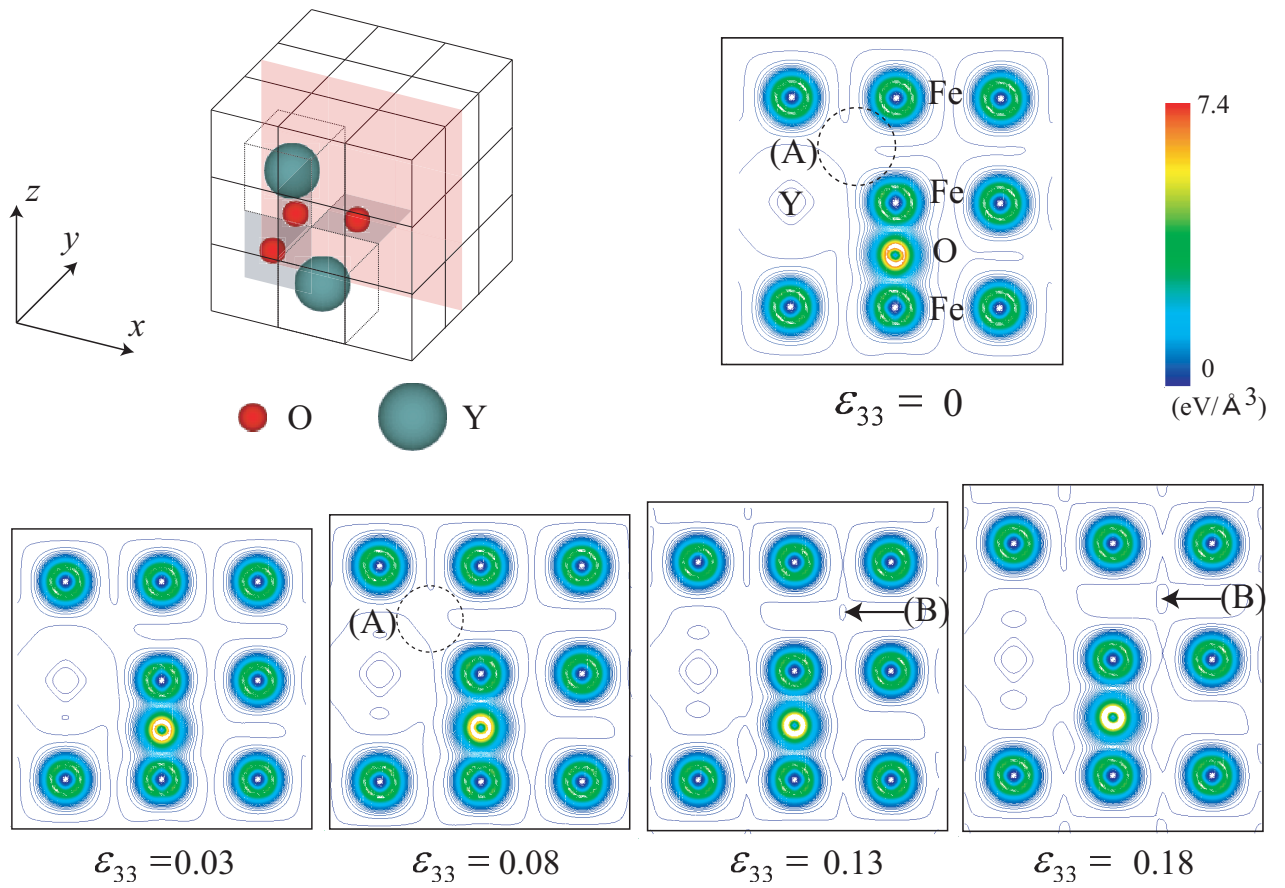 z
y
x
O
Y
Fe
(A)
Y
Fe
O
Fe
ε33 = 0
7.4
0
(eV/Å3)
(A)
(B)
(B)
ε33 =0.03
ε33 =0.08
ε33 = 0.13
ε33 = 0.18